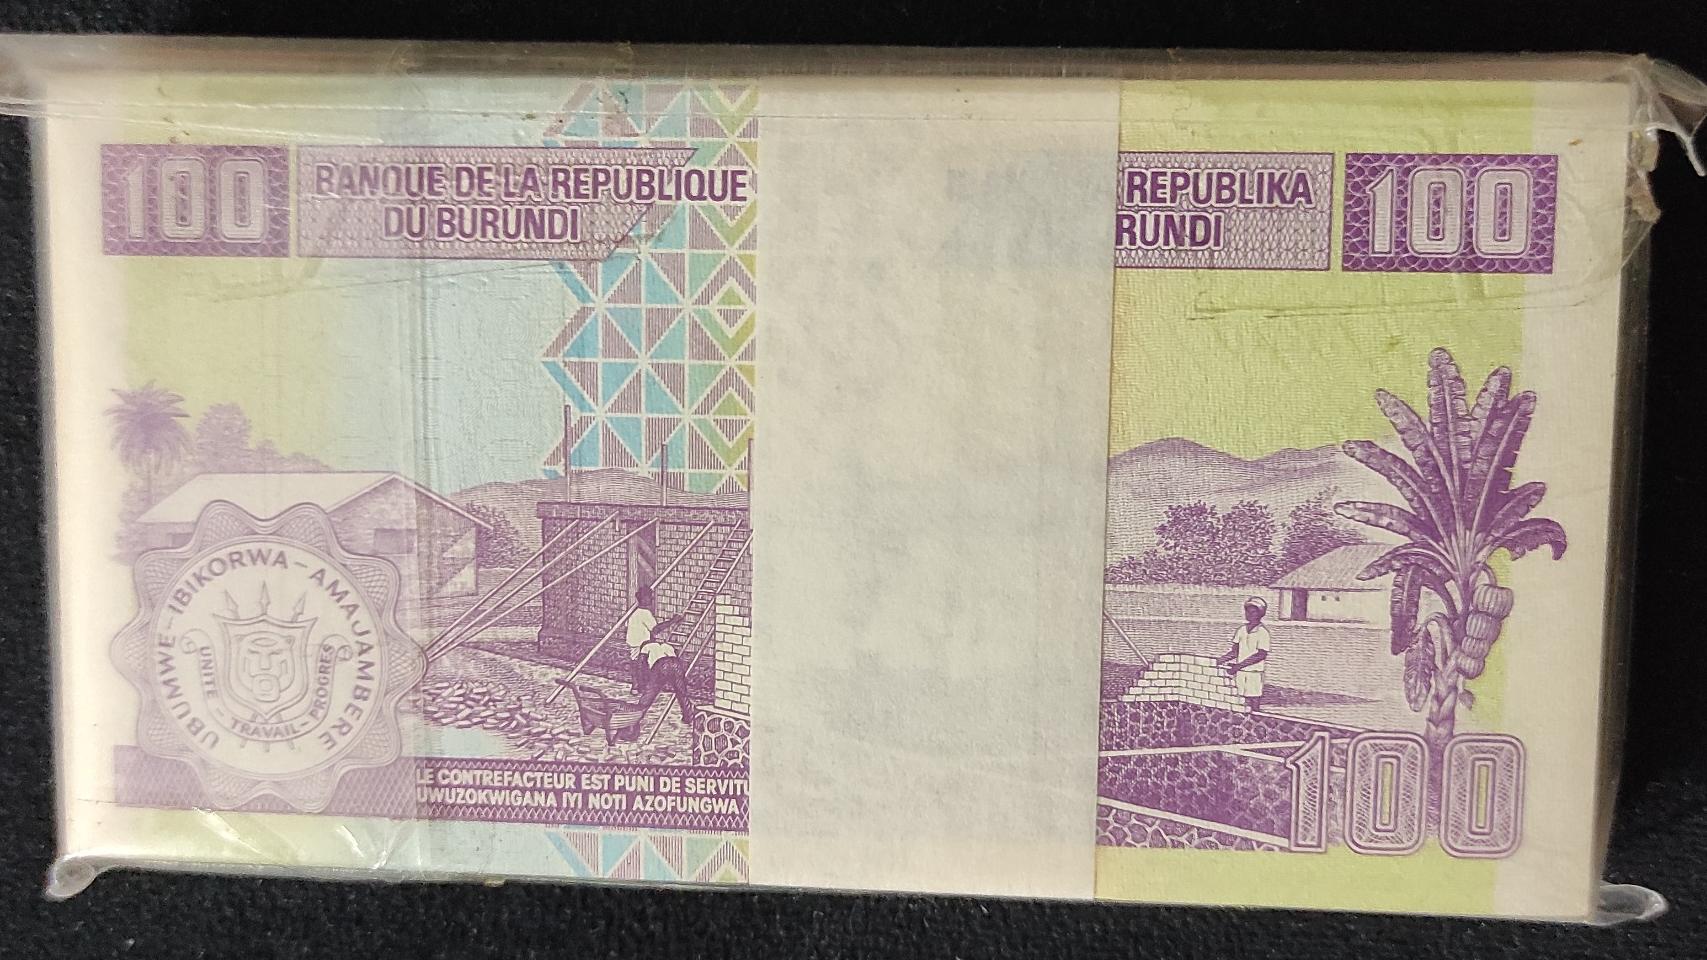 100
BANQUE DE LA REPUBLIQUE
DU BURUNDI
REPUBLIKA
RUNDI
100
UBUMWE-IBIKORWA-AMAJAMBERE
UNITE - TRAVAIL - PROGRES
LE CONTREFACTEUR EST PUNI DE SERVITU
UWUZOKWIGANA IYI NOTI AZOFUNGWA
100